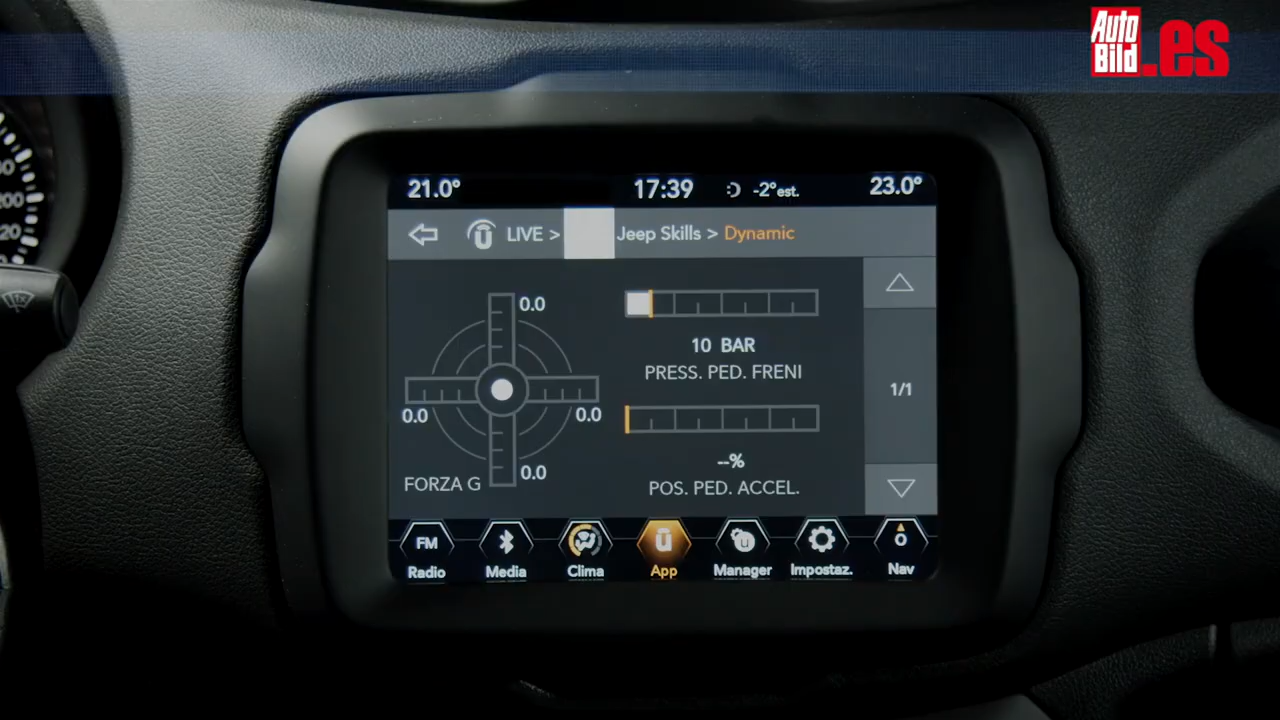 Auto
Bild.es
21.0°
17:39
-2°est.
23.0°
LIVE >
Jeep Skills > Dynamic
0.0
0.0
0.0
0.0
FORZA G
10 BAR
PRESS. PED. FRENI
--%
POS. PED. ACCEL.
1/1
FM
Radio
Media
Clima
App
Manager
Impostaz.
O
Nav
200
20